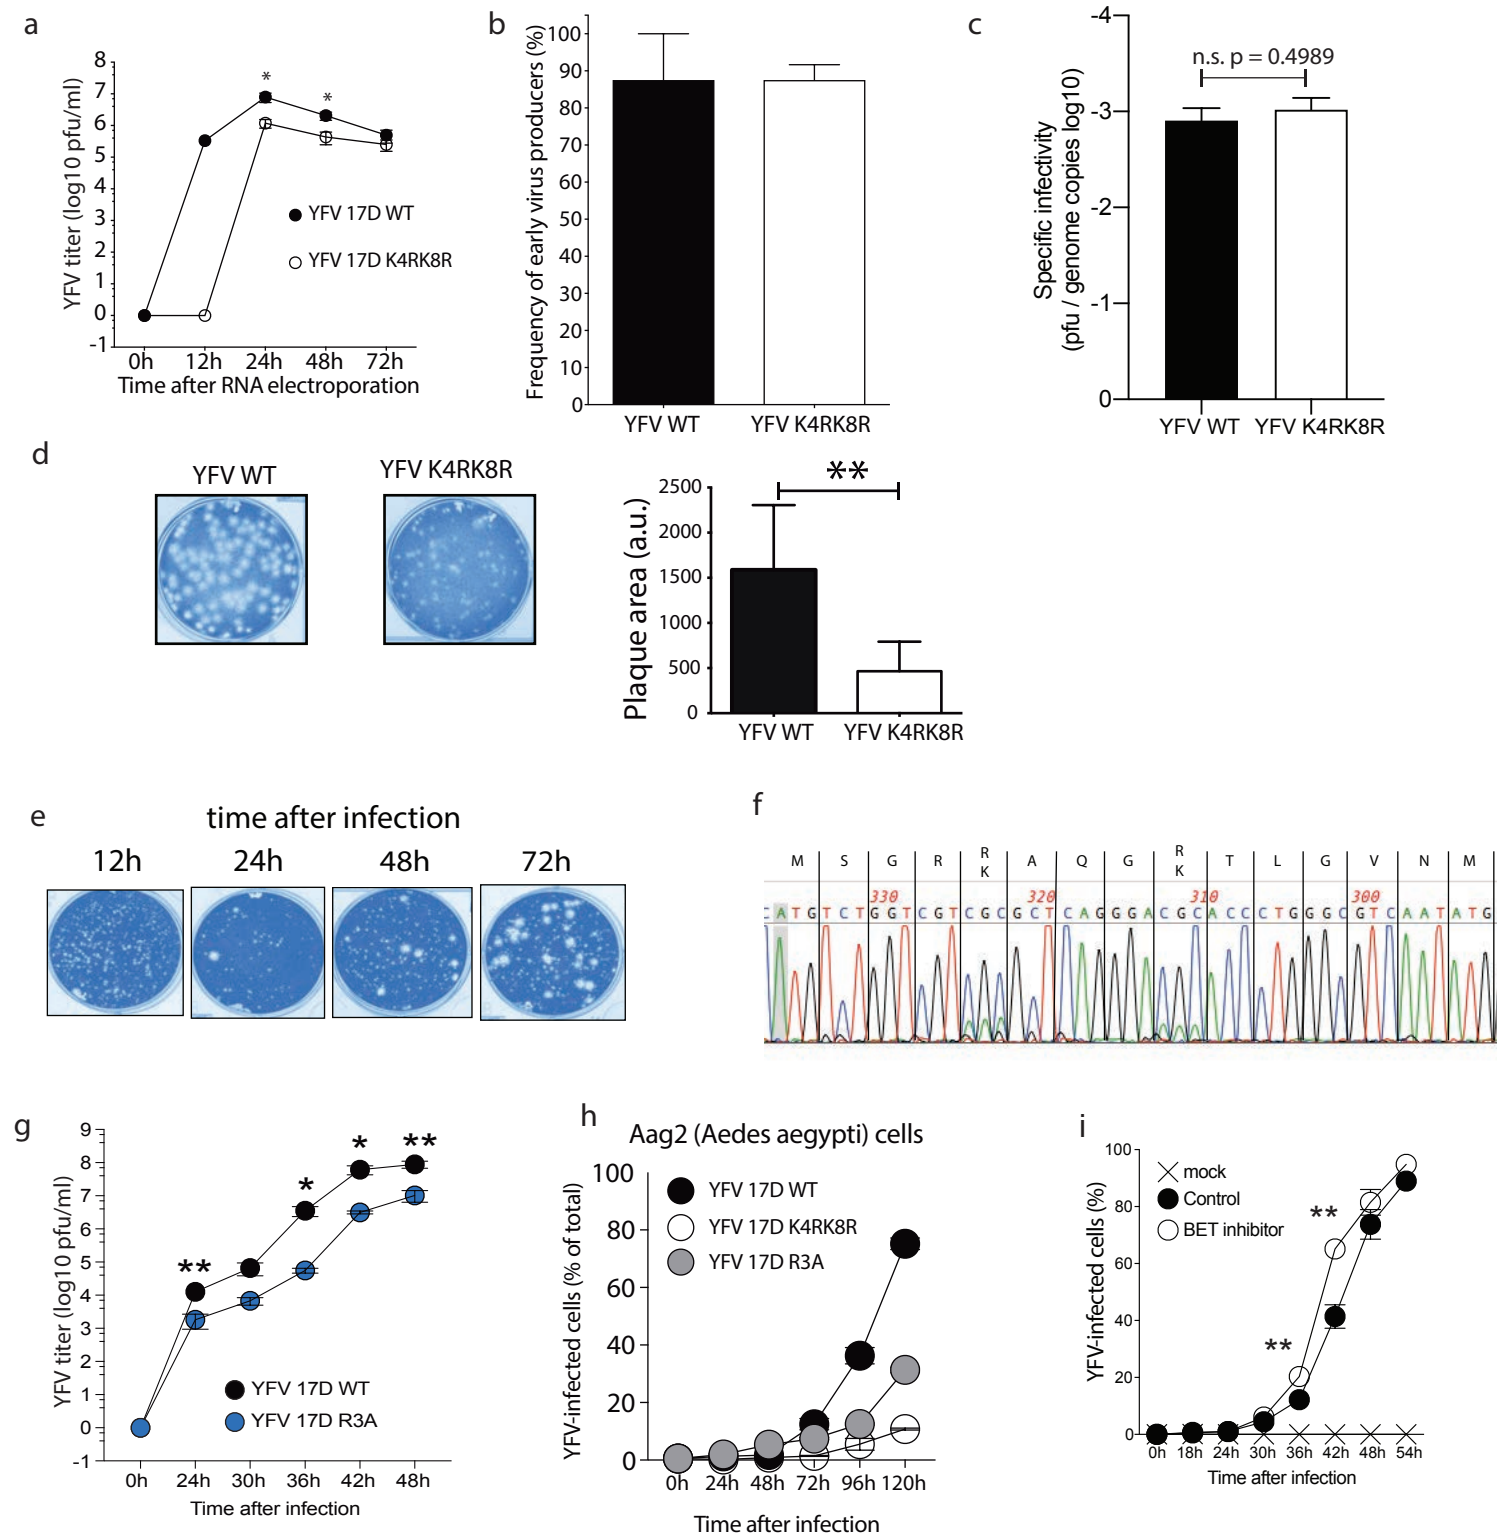 a
8
7
6
5
4
3
2
1
0
-1
YFV titer (log10 pfu/ml)
*
*
YFV 17D WT
YFV 17D K4RK8R
0h 12h 24h 48h 72h
Time after RNA electroporation
b
100
90
80
70
60
50
40
30
20
10
0
Frequency of early virus producers (%)
YFV WT YFV K4RK8R
c
-4
-3
-2
-1
0
Specific infectivity
(pfu / genome copies log10)
n.s. p = 0.4989
YFV WT YFV K4RK8R
d
YFV WT YFV K4RK8R
**
2500
2000
1500
1000
500
0
Plaque area (a.u.)
YFV WT YFV K4RK8R
e
time after infection
12h 24h 48h 72h
f
M S G R R A Q G R T L G V N M
K K
330 320 310 300
C A T G T C T G G T C G T C G C G C T C A G G G A C G C A C C C T G G G C G T C A A T A T G
g
9
8
7
6
5
4
3
2
1
0
-1
YFV titer (log10 pfu/ml)
** * * **
YFV 17D WT
YFV 17D R3A
0h 24h 30h 36h 42h 48h
Time after infection
h
Aag2 (Aedes aegypti) cells
100
80
60
40
20
0
YFV-infected cells (% of total)
YFV 17D WT
YFV 17D K4RK8R
YFV 17D R3A
0h 24h 48h 72h 96h 120h
Time after infection
i
100
80
60
40
20
0
YFV-infected cells (%)
mock
Control
BET inhibitor
**
**
0h 18h 24h 30h 36h 42h 48h 54h
Time after infection